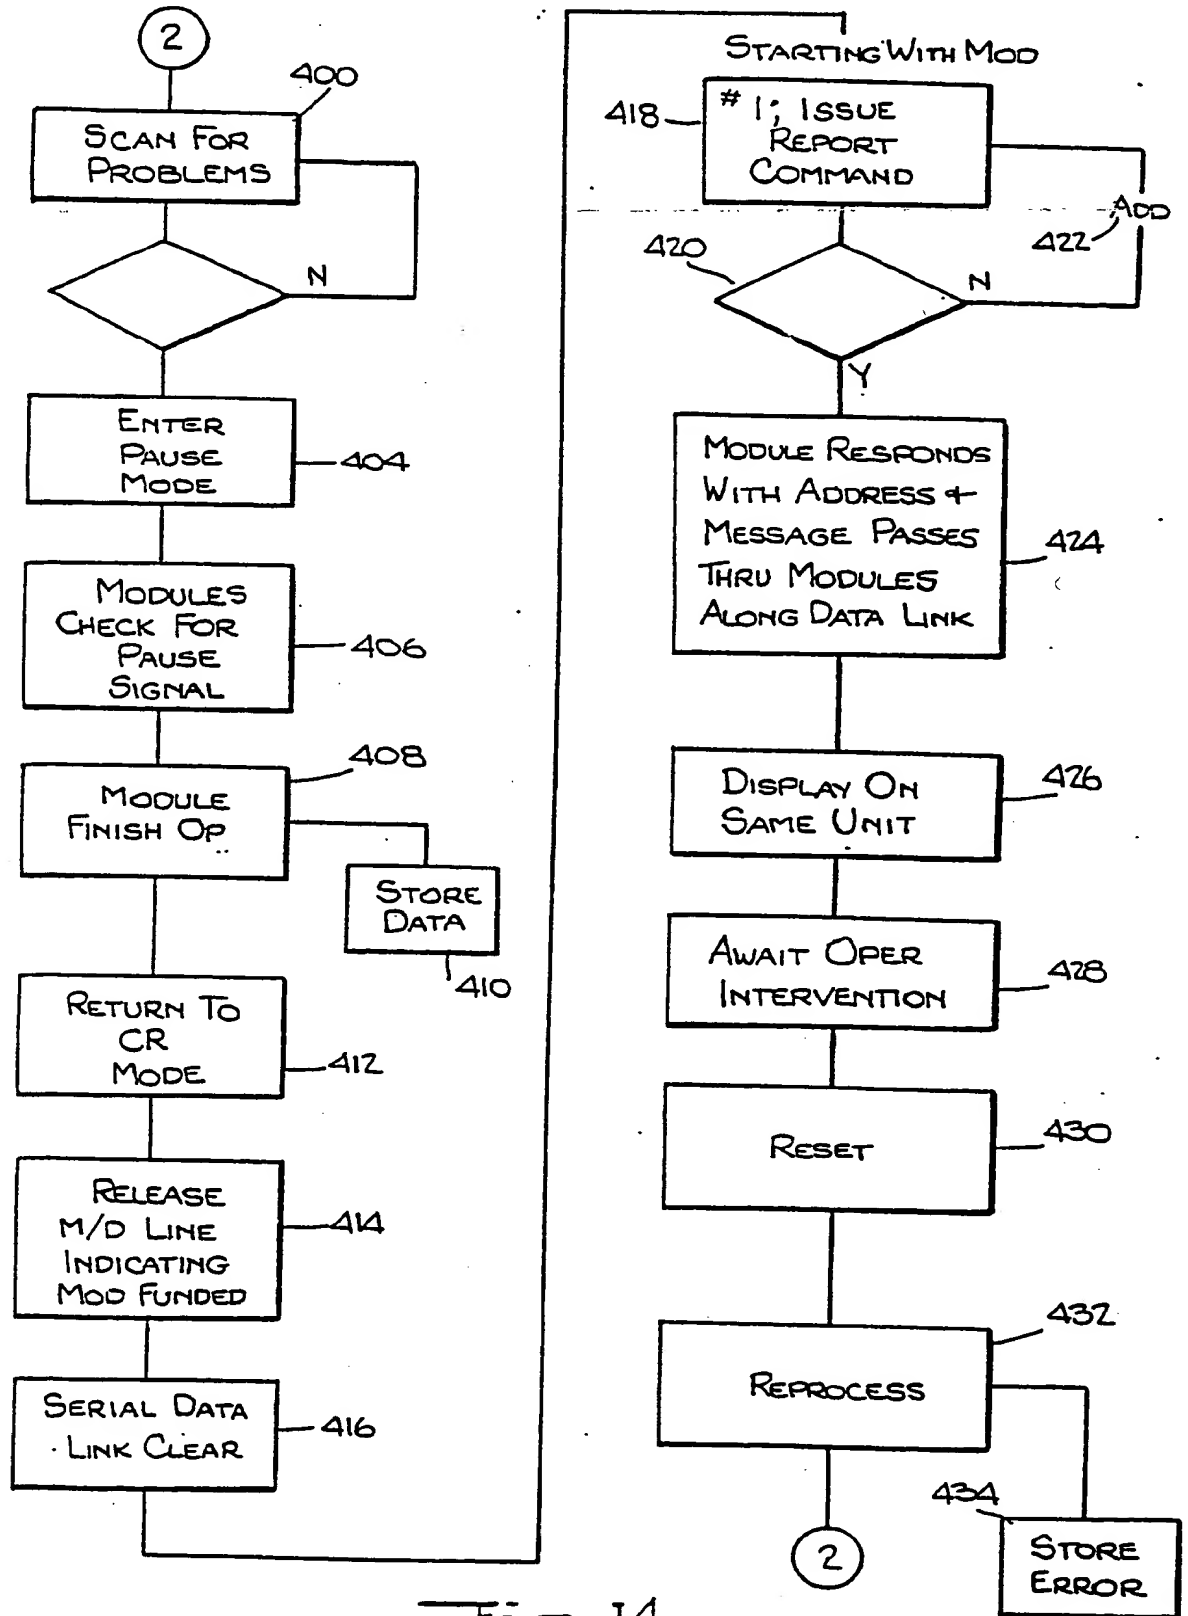 2
400
SCAN FOR
PROBLEMS
N
ENTER
PAUSE
MODE
404
MODULES
CHECK FOR
PAUSE
SIGNAL
406
408
MODULE
FINISH OP
STORE
DATA
410
RETURN TO
CR
MODE
412
RELEASE
M/D LINE
INDICATING
MOD FUNDED
414
SERIAL DATA
LINK CLEAR
416
STARTING WITH MOD
418
# 1; ISSUE
REPORT
COMMAND
ADD
422
420
N
Y
MODULE RESPONDS
WITH ADDRESS +
MESSAGE PASSES
THRU MODULES
ALONG DATA LINK
424
DISPLAY ON
SAME UNIT
426
AWAIT OPER
INTERVENTION
428
RESET
430
432
REPROCESS
434
STORE
ERROR
2